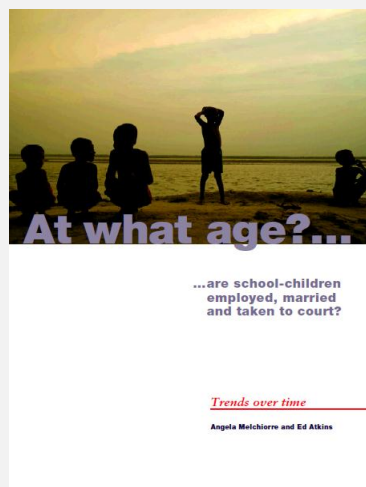 At what age?...
...are school-children
employed, married
and taken to court?
Trends over time
Angela Melchiorre and Ed Atkins